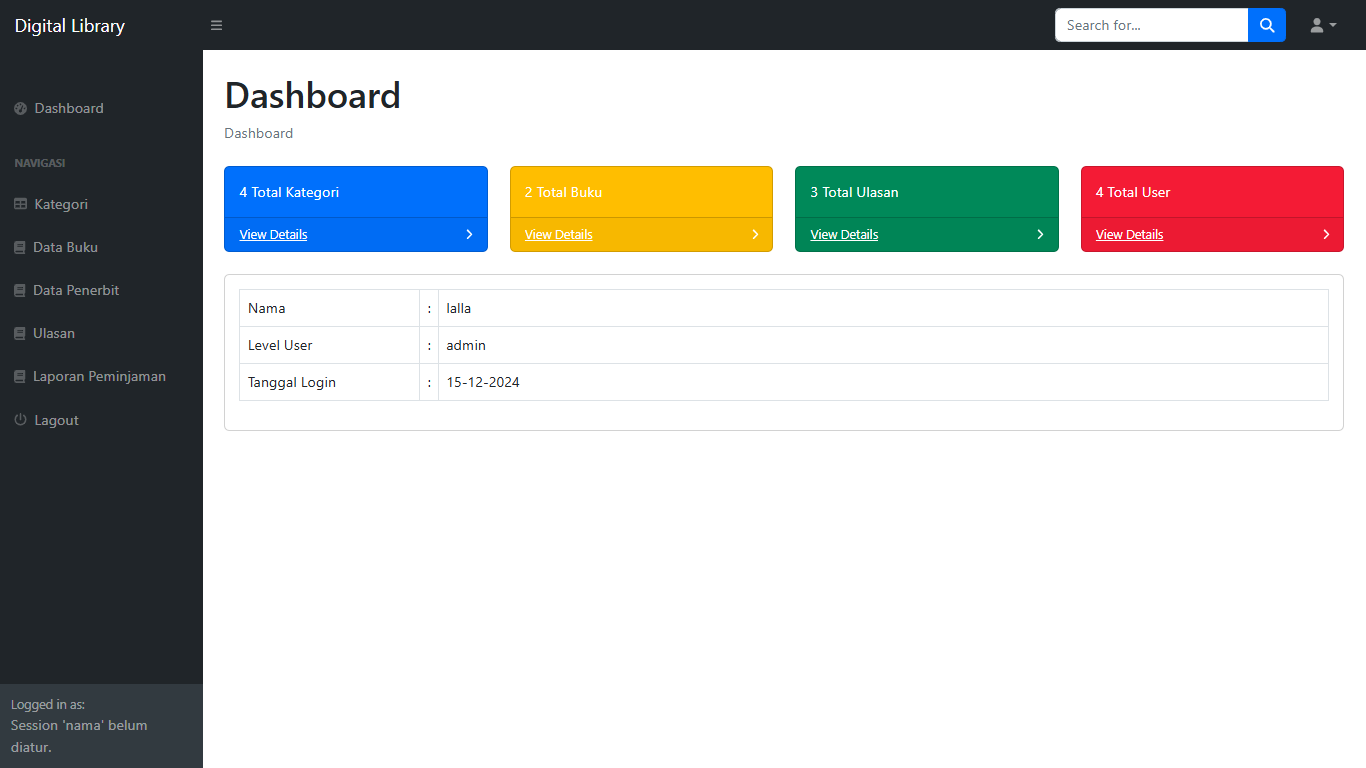 Digital Library
Search for...
Dashboard
NAVIGASI
Kategori
Data Buku
Data Penerbit
Ulasan
Laporan Peminjaman
Lagout
Logged in as:
Session 'nama' belum
diatur.
Dashboard
Dashboard
4 Total Kategori
View Details
2 Total Buku
View Details
3 Total Ulasan
View Details
4 Total User
View Details
Nama : lalla
Level User : admin
Tanggal Login : 15-12-2024